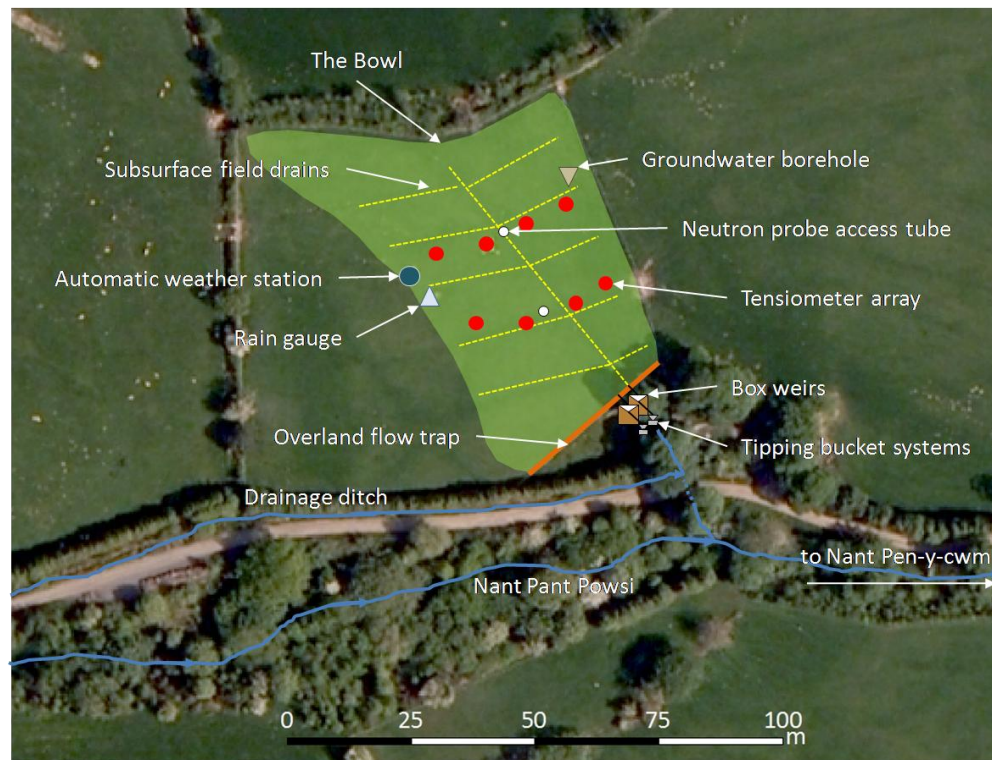 The Bowl
Subsurface field drains
Groundwater borehole
Neutron probe access tube
Automatic weather station
Tensiometer array
Rain gauge
Box weirs
Overland flow trap
Tipping bucket systems
Drainage ditch
to Nant Pen-y-cwm
Nant Pant Powsi
0 25 50 75 100
m